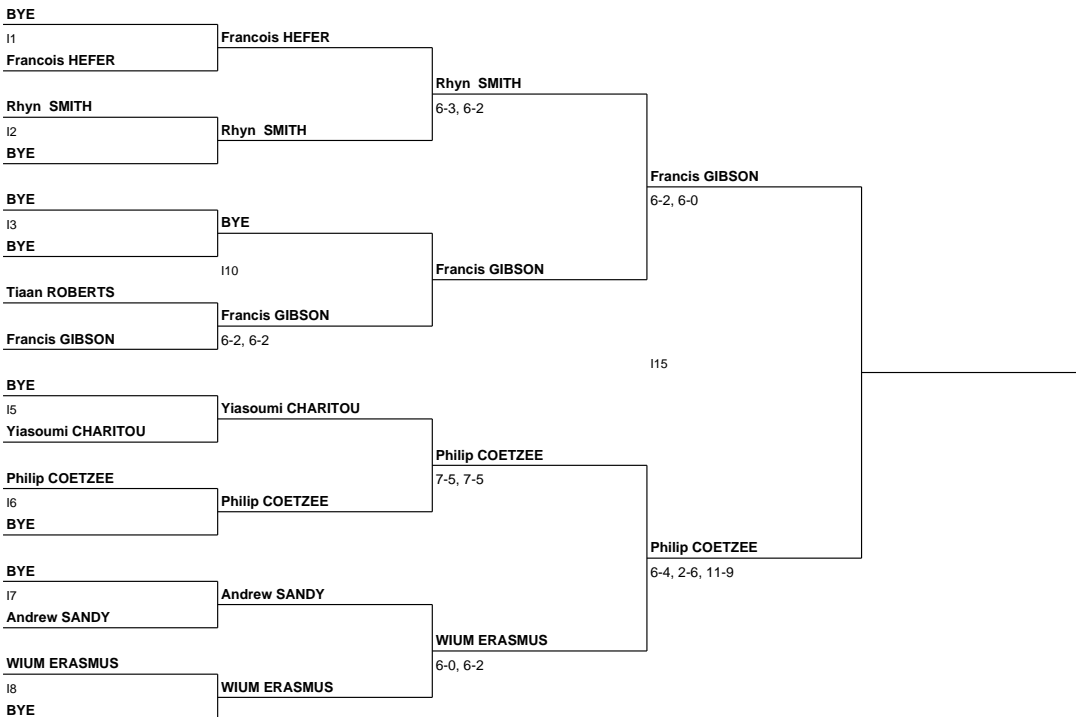 BYE
I1
Francois HEFER
Francois HEFER
Rhyn SMITH
6-3, 6-2
Rhyn SMITH
I2
Rhyn SMITH
BYE
Francis GIBSON
6-2, 6-0
BYE
I3
BYE
BYE
I10
Francis GIBSON
Tiaan ROBERTS
Francis GIBSON
Francis GIBSON
6-2, 6-2
I15
BYE
I5
Yiasoumi CHARITOU
Yiasoumi CHARITOU
Philip COETZEE
7-5, 7-5
Philip COETZEE
I6
Philip COETZEE
BYE
Philip COETZEE
6-4, 2-6, 11-9
BYE
I7
Andrew SANDY
Andrew SANDY
WIUM ERASMUS
6-0, 6-2
WIUM ERASMUS
I8
WIUM ERASMUS
BYE